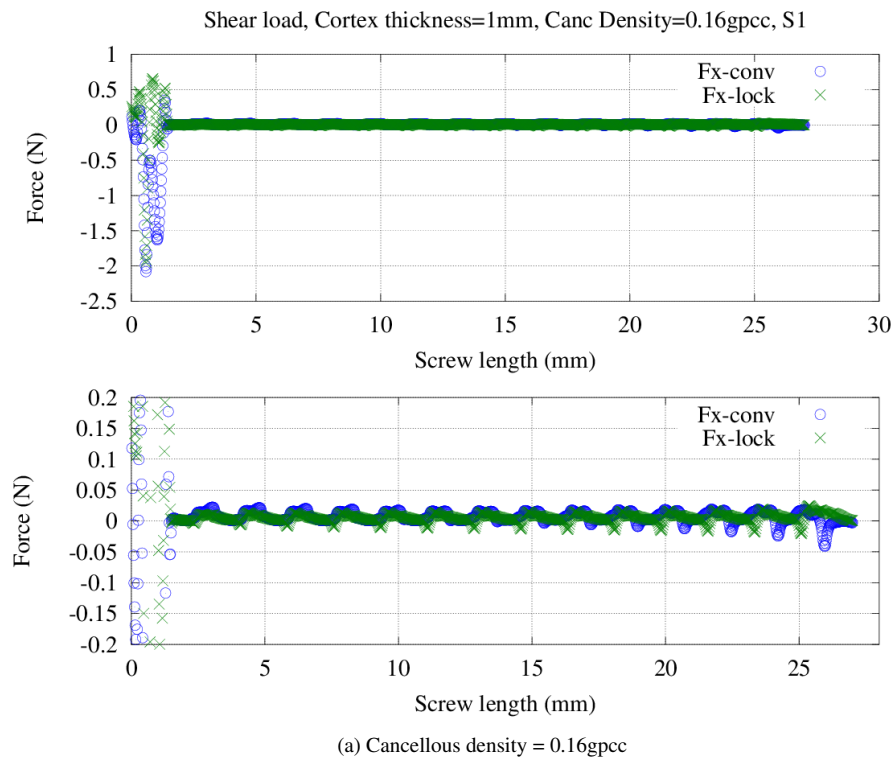 Shear load, Cortex thickness=1mm, Canc Density=0.16gpcc, S1
1
0.5
0
-0.5
-1
-1.5
-2
-2.5
Force (N)
Fx-conv
Fx-lock
0 5 10 15 20 25 30
Screw length (mm)
0.2
0.15
0.1
0.05
0
-0.05
-0.1
-0.15
-0.2
Force (N)
Fx-conv
Fx-lock
0 5 10 15 20 25
Screw length (mm)
(a) Cancellous density = 0.16gpcc